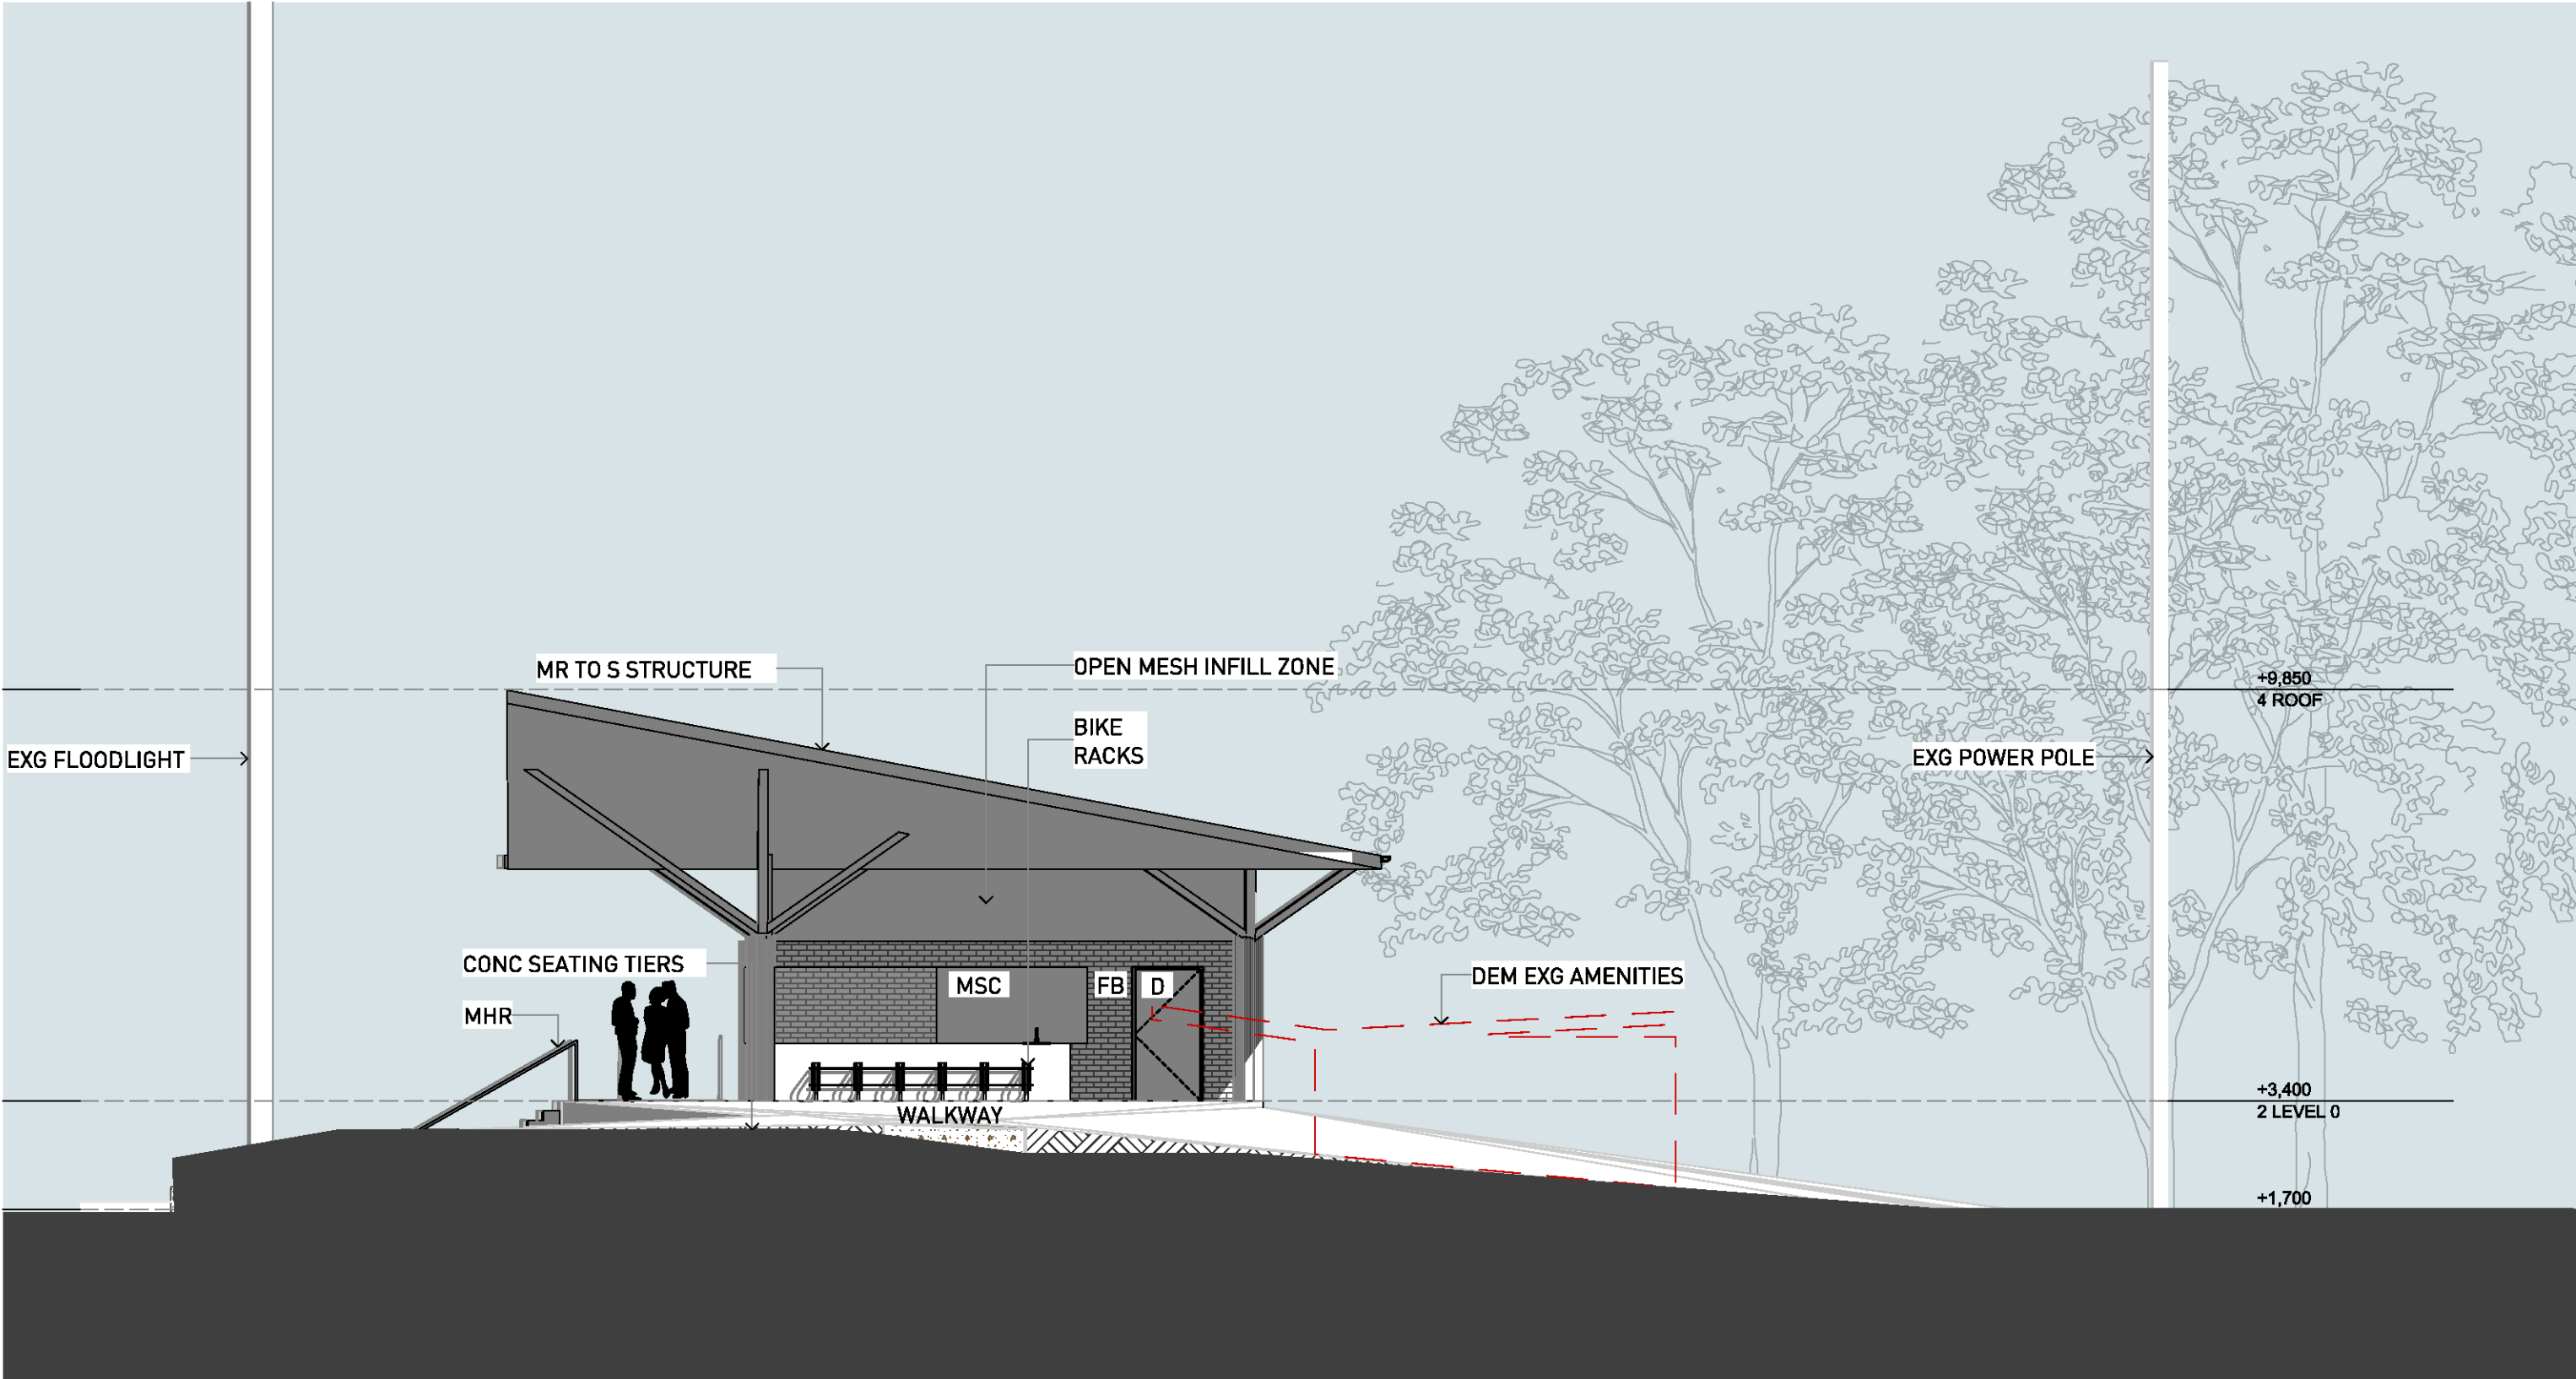 MR TO S STRUCTURE
OPEN MESH INFILL ZONE
+9,850
4 ROOF
BIKE
RACKS
EXG FLOODLIGHT
EXG POWER POLE
CONC SEATING TIERS
MSC
FB
D
DEM EXG AMENITIES
MHR
+3,400
2 LEVEL 0
WALKWAY
+1,700